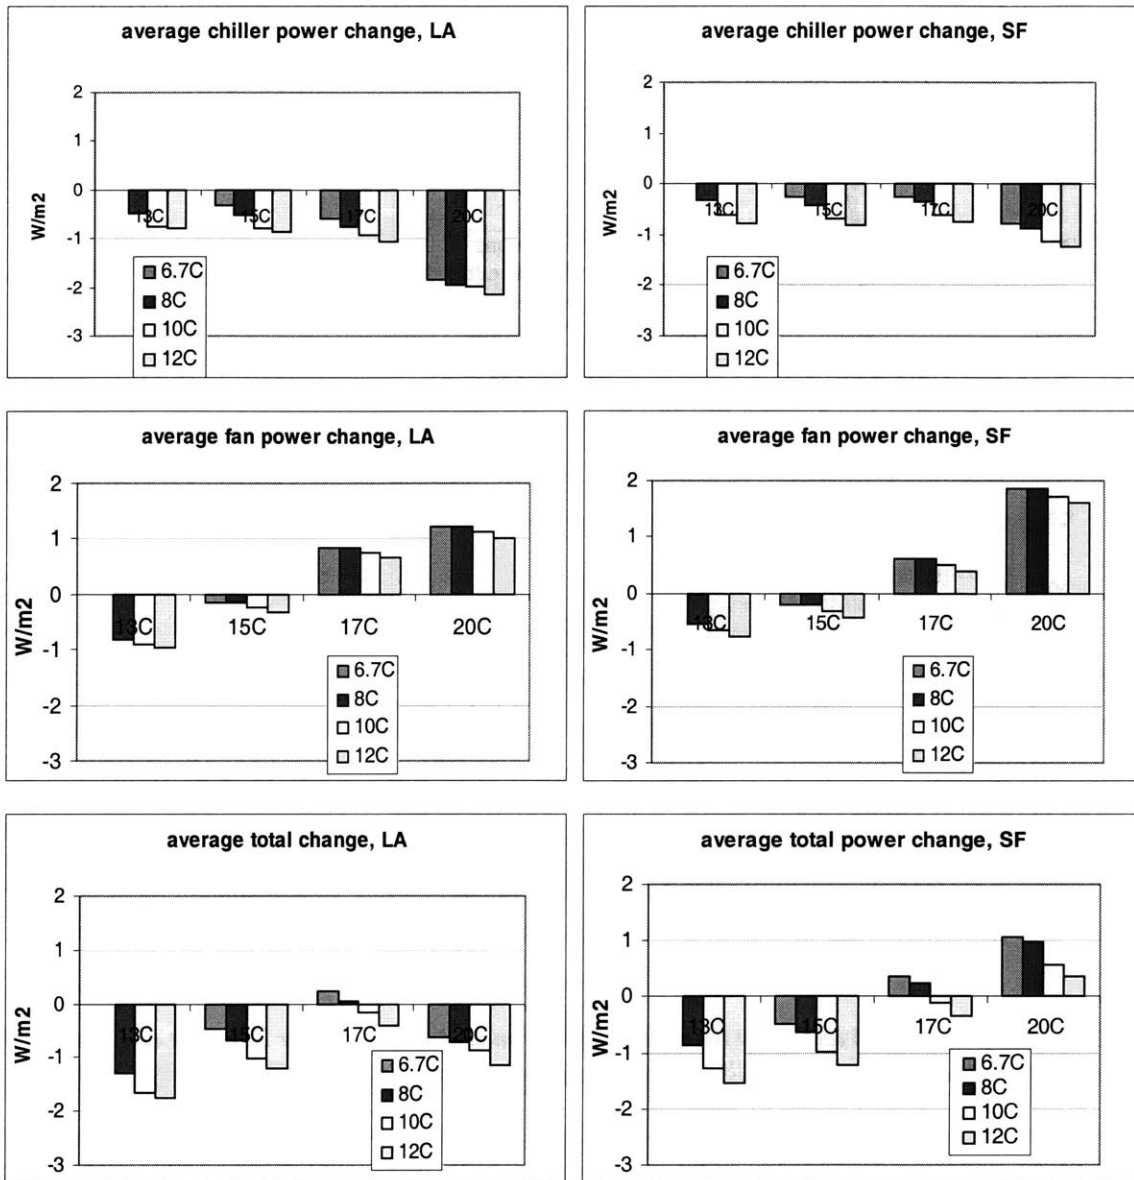 average chiller power change, LA
2
1
0
-1
-2
-3
W/m2
13C 15C 17C 20C
6.7C
8C
10C
12C
average chiller power change, SF
2
1
0
-1
-2
-3
W/m2
13C 15C 17C 20C
6.7C
8C
10C
12C
average fan power change, LA
2
1
0
-1
-2
-3
W/m2
13C 15C 17C 20C
6.7C
8C
10C
12C
average fan power change, SF
2
1
0
-1
-2
-3
W/m2
13C 15C 17C 20C
6.7C
8C
10C
12C
average total change, LA
2
1
0
-1
-2
-3
W/m2
13C 15C 17C 20C
6.7C
8C
10C
12C
average total power change, SF
2
1
0
-1
-2
-3
W/m2
13C 15C 17C 20C
6.7C
8C
10C
12C